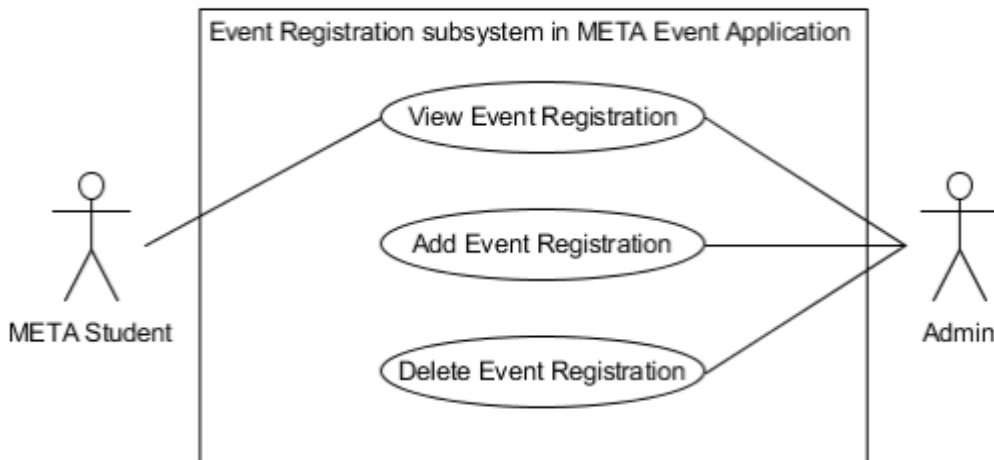 Event Registration subsystem in META Event Application
View Event Registration
Add Event Registration
META Student
Admin
Delete Event Registration